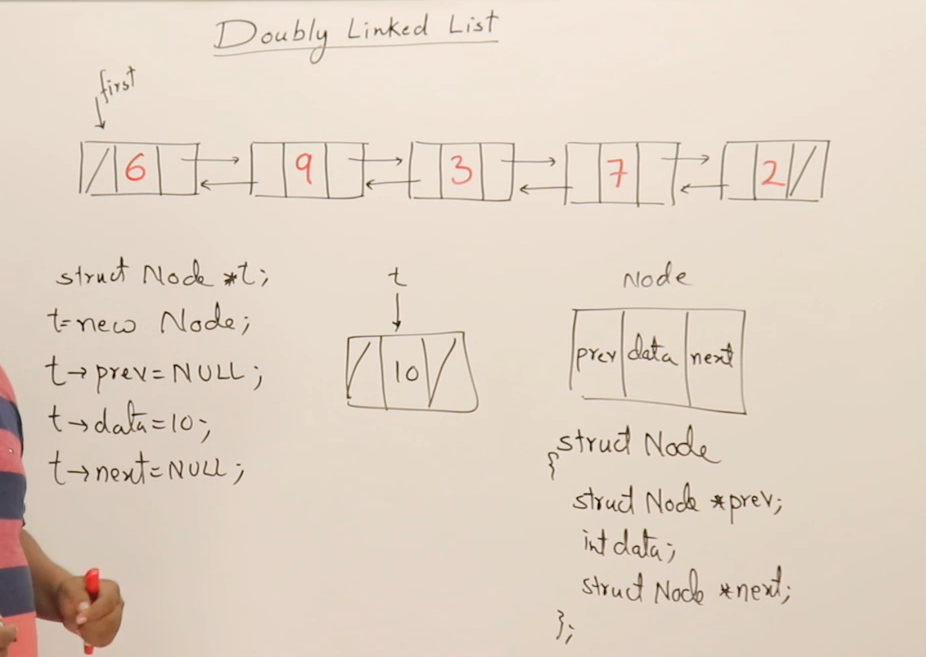 Doubly Linked List
first
6 9 3 7 2
struct Node *t;
t=new Node;
t→prev=NULL;
t→data=10;
t→next=NULL;
t
10
Node
prev data next
struct Node
{
struct Node *prev;
int data;
struct Node *next;
};